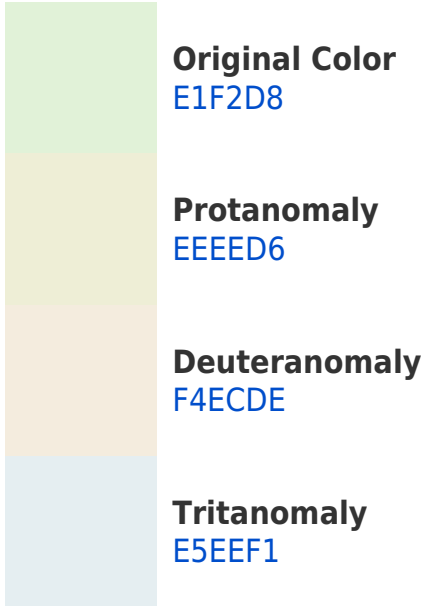 Original Color
E1F2D8
Protanomaly
EEEED6
Deuteranomaly
F4ECDE
Tritanomaly
E5EEF1